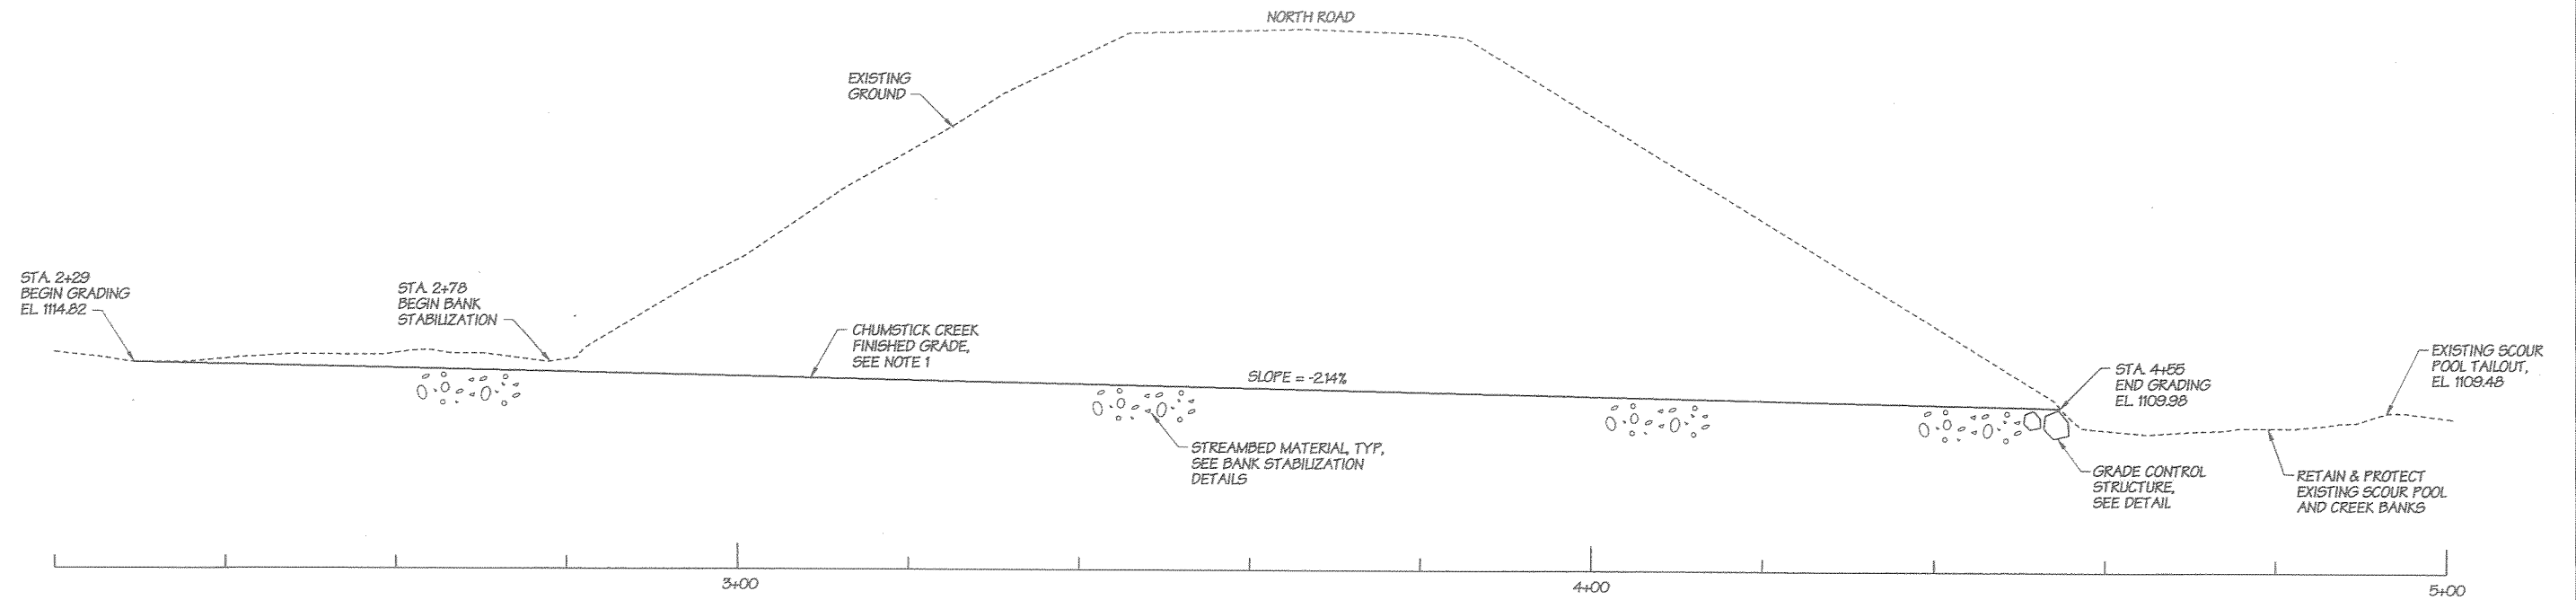 NORTH ROAD
EXISTING
GROUND
STA. 2+29
BEGIN GRADING
EL. 1114.82
STA. 2+78
BEGIN BANK
STABILIZATION
CHUMSTICK CREEK
FINISHED GRADE,
SEE NOTE 1
SLOPE = -2.14%
STREAMBED MATERIAL, TYP,
SEE BANK STABILIZATION
DETAILS
STA. 4+55
END GRADING
EL. 1109.98
EXISTING SCOUR
POOL TAILOUT,
EL. 1109.48
GRADE CONTROL
STRUCTURE,
SEE DETAIL
RETAIN & PROTECT
EXISTING SCOUR POOL
AND CREEK BANKS
3+00
4+00
5+00